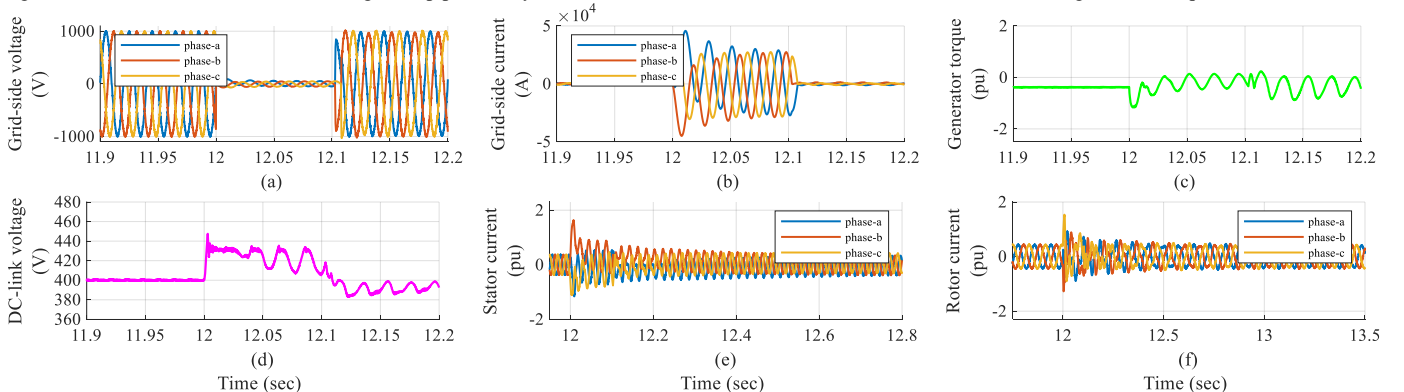 Grid-side voltage
(V)
1000
0
-1000
phase-a
phase-b
phase-c
11.9 11.95 12 12.05 12.1 12.15 12.2
(a)
Grid-side current
(A)
×10⁴
5
0
-5
phase-a
phase-b
phase-c
11.9 11.95 12 12.05 12.1 12.15 12.2
(b)
Generator torque
(pu)
2
0
-2
11.9 11.95 12 12.05 12.1 12.15 12.2
(c)
DC-link voltage
(V)
480
440
400
360
11.9 11.95 12 12.05 12.1 12.15 12.2
(d)
Time (sec)
Stator current
(pu)
2
0
-2
phase-a
phase-b
phase-c
12 12.2 12.4 12.6 12.8
(e)
Time (sec)
Rotor current
(pu)
2
0
-2
phase-a
phase-b
phase-c
12 12.5 13 13.5
(f)
Time (sec)